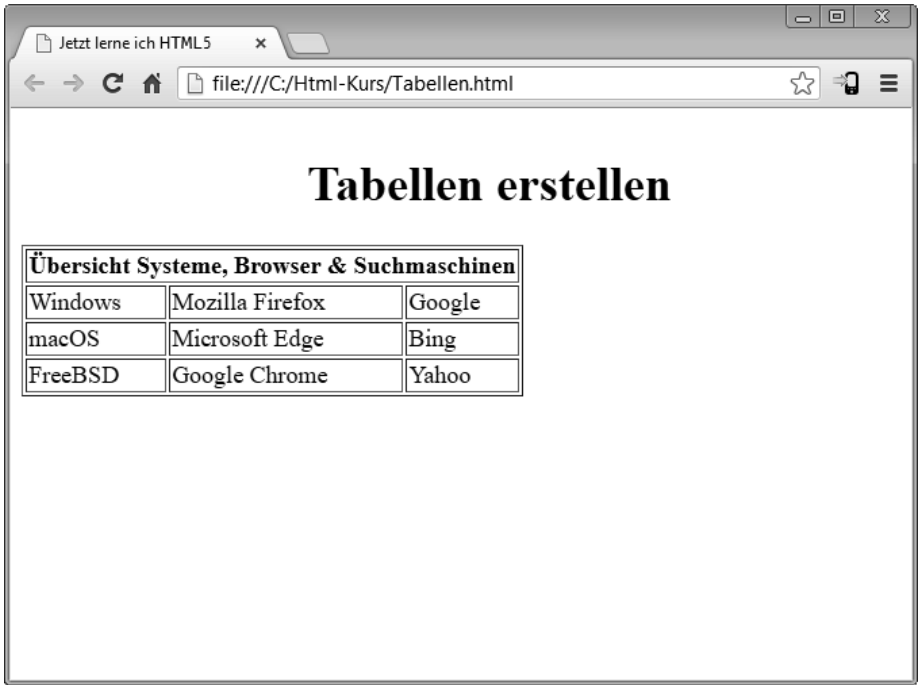 Jetzt lerne ich HTML5
file:///C:/Html-Kurs/Tabellen.html
Tabellen erstellen
Übersicht Systeme, Browser & Suchmaschinen
Windows Mozilla Firefox Google
macOS Microsoft Edge Bing
FreeBSD Google Chrome Yahoo